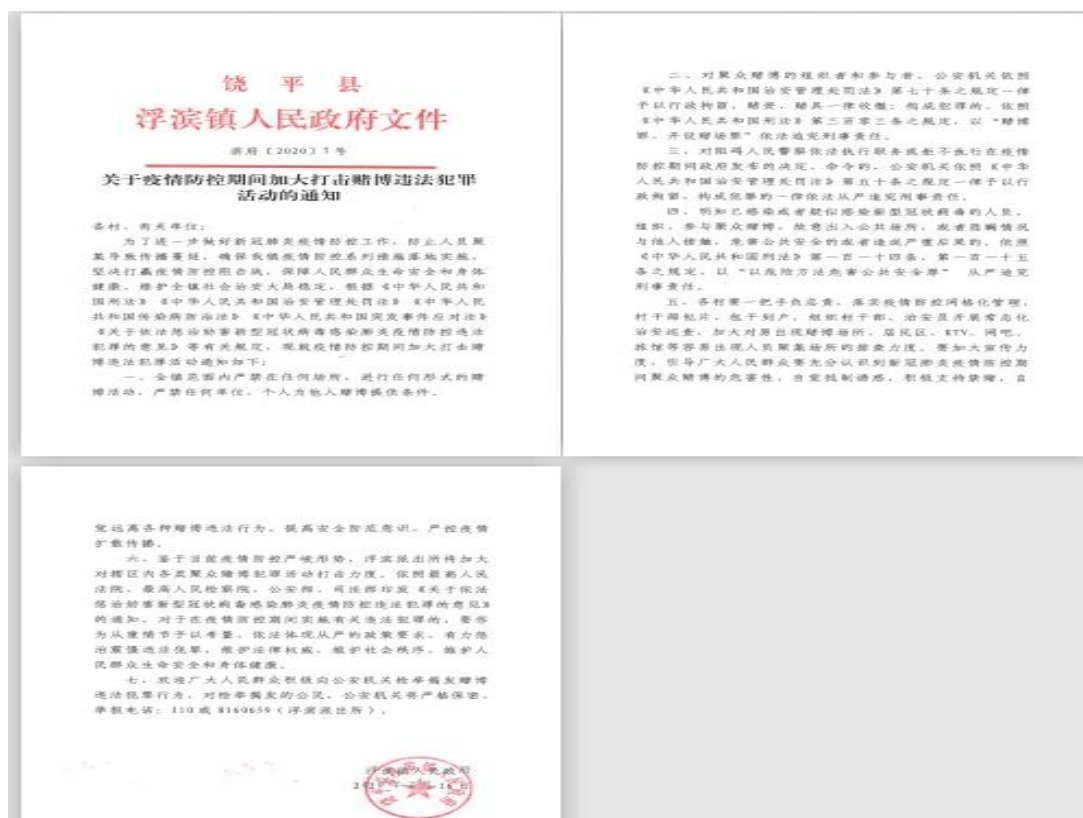 饶平县
浮滨镇人民政府文件
滨府〔2020〕7号
关于疫情防控期间加大打击赌博违法犯罪
活动的通知
各村、有关单位：
为了进一步做好新冠肺炎疫情防控工作，防止人员聚
集导致传播蔓延，确保我镇疫情防控系列措施落地实施，
坚决打赢疫情防控阻击战，保障人民群众生命安全和身体
健康，维护全镇社会治安大局稳定，根据《中华人民共和
国刑法》《中华人民共和国治安管理处罚法》《中华人民
共和国传染病防治法》《中华人民共和国突发事件应对法》
《关于依法惩治妨害新型冠状病毒感染肺炎疫情防控违法
犯罪的意见》等有关规定，现就疫情防控期间加大打击赌
博违法犯罪活动通知如下：
一、全镇范围内严禁在任何场所，进行任何形式的赌
博活动，严禁任何单位、个人为他人赌博提供条件。
二、对聚众赌博的组织者和参与者，公安机关依照
《中华人民共和国治安管理处罚法》第七十条之规定一律
予以行政拘留，赌资、赌具一律收缴；构成犯罪的，依照
《中华人民共和国刑法》第三百零三条之规定，以“赌博
罪、开设赌场罪”依法追究刑事责任。
三、对阻碍人民警察依法执行职务或拒不执行在疫情
防控期间政府发布的决定、命令的，公安机关依照《中华
人民共和国治安管理处罚法》第五十条之规定一律予以行
政拘留，构成犯罪的一律依法从严追究刑事责任。
四、明知已感染或者疑似感染新型冠状病毒的人员，
组织、参与聚众赌博，故意出入公共场所，或者隐瞒情况
与他人接触，危害公共安全的或者造成严重后果的，依照
《中华人民共和国刑法》第一百一十四条、第一百一十五
条之规定，以“以危险方法危害公共安全罪”从严追究
刑事责任。
五、各村要一把手负总责，落实疫情防控网格化管理，
村干部包片，包干到户，组织村干部、治安员开展常态化
治安巡查，加大对易出现赌博场所、居民区、KTV、网吧、
旅馆等容易出现人员聚集场所的排查力度。要加大宣传力
度，引导广大人民群众要充分认识到新冠肺炎疫情防控期
间聚众赌博的危害性，自觉抵制诱惑，积极支持禁赌，自
觉远离各种赌博违法行为，提高安全防范意识，严控疫情
扩散传播。
六、鉴于当前疫情防控严峻形势，浮滨派出所将加大
对辖区内各类聚众赌博犯罪活动打击力度。依照最高人民
法院、最高人民检察院、公安部、司法部印发《关于依法
惩治妨害新型冠状病毒感染肺炎疫情防控违法犯罪的意见》
的通知，对于在疫情防控期间实施有关违法犯罪的，要作
为从重情节予以考量，依法体现从严的政策要求，有力惩
治震慑违法犯罪，维护法律权威，维护社会秩序，维护人
民群众生命安全和身体健康。
七、欢迎广大人民群众积极向公安机关检举揭发赌博
违法犯罪行为，对检举揭发的公民，公安机关将严格保密。
举报电话：110或8160659（浮滨派出所）。
浮滨镇人民政府